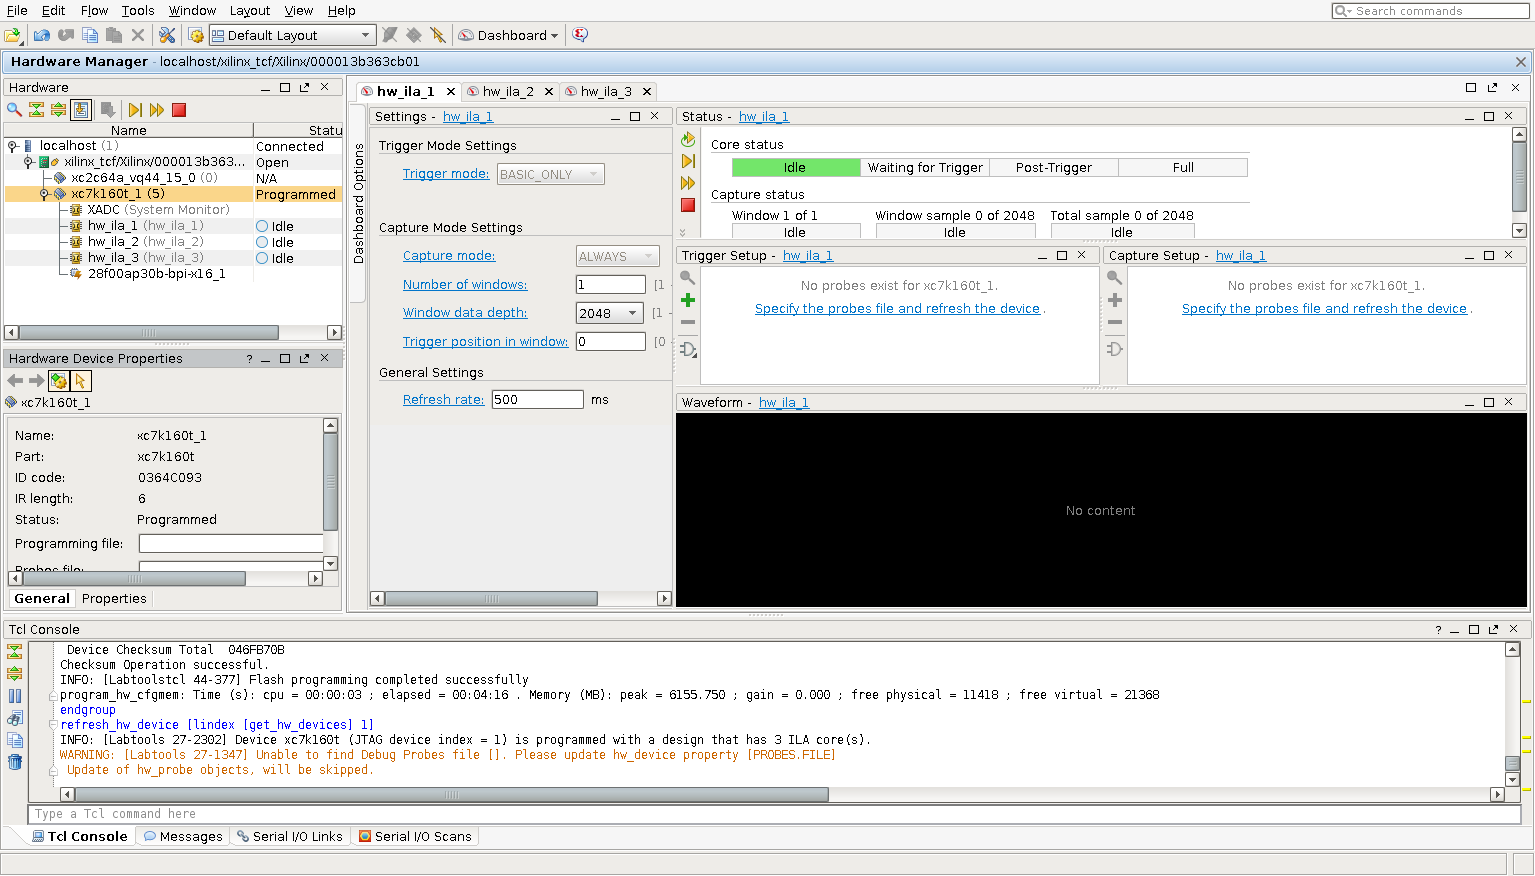 File Edit Flow Tools Window Layout View Help
Search commands
Default Layout
Dashboard
Hardware Manager - localhost/xilinx_tcf/Xilinx/000013b363cb01
Hardware
Name Statu
localhost (1) Connected
xilinx_tcf/Xilinx/000013b363... Open
xc2c64a_vq44_15_0 (0) N/A
xc7k160t_1 (5) Programmed
XADC (System Monitor)
hw_ila_1 (hw_ila_1) Idle
hw_ila_2 (hw_ila_2) Idle
hw_ila_3 (hw_ila_3) Idle
28f00ap30b-bpi-x16_1
Hardware Device Properties
xc7k160t_1
Name: xc7k160t_1
Part: xc7k160t
ID code: 0364C093
IR length: 6
Status: Programmed
Programming file:
Probes file:
General Properties
hw_ila_1 hw_ila_2 hw_ila_3
Dashboard Options
Settings - hw_ila_1
Trigger Mode Settings
Trigger mode: BASIC_ONLY
Capture Mode Settings
Capture mode: ALWAYS
Number of windows: 1 [1 -
Window data depth: 2048 [1 -
Trigger position in window: 0 [0
General Settings
Refresh rate: 500 ms
Status - hw_ila_1
Core status
Idle Waiting for Trigger Post-Trigger Full
Capture status
Window 1 of 1 Window sample 0 of 2048 Total sample 0 of 2048
Idle Idle Idle
Trigger Setup - hw_ila_1
No probes exist for xc7k160t_1.
Specify the probes file and refresh the device.
Capture Setup - hw_ila_1
No probes exist for xc7k160t_1.
Specify the probes file and refresh the device.
Waveform - hw_ila_1
No content
Tcl Console
Device Checksum Total 046FB70B
Checksum Operation successful.
INFO: [Labtoolstcl 44-377] Flash programming completed successfully
program_hw_cfgmem: Time (s): cpu = 00:00:03 ; elapsed = 00:04:16 . Memory (MB): peak = 6155.750 ; gain = 0.000 ; free physical = 11418 ; free virtual = 21368
endgroup
refresh_hw_device [lindex [get_hw_devices] 1]
INFO: [Labtools 27-2302] Device xc7k160t (JTAG device index = 1) is programmed with a design that has 3 ILA core(s).
WARNING: [Labtools 27-1347] Unable to find Debug Probes file []. Please update hw_device property [PROBES.FILE]
Update of hw_probe objects, will be skipped.
Type a Tcl command here
Tcl Console Messages Serial I/O Links Serial I/O Scans